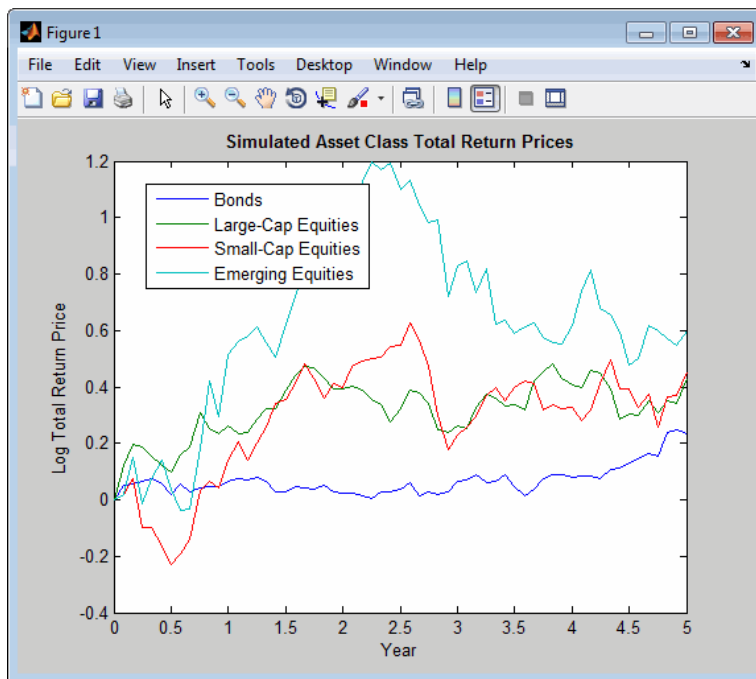 Figure 1
File Edit View Insert Tools Desktop Window Help
Simulated Asset Class Total Return Prices
Bonds
Large-Cap Equities
Small-Cap Equities
Emerging Equities
Log Total Return Price
1.2
1
0.8
0.6
0.4
0.2
0
-0.2
-0.4
0 0.5 1 1.5 2 2.5 3 3.5 4 4.5 5
Year